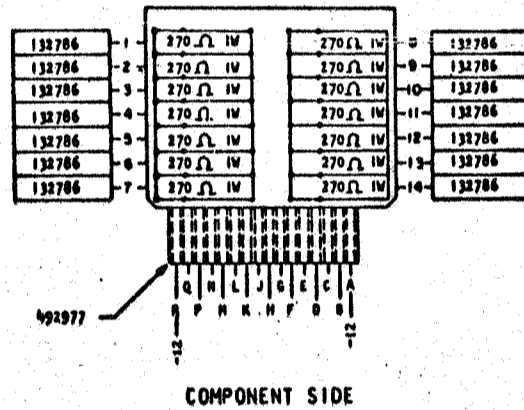 132786 1 270 Ω 1W 270 Ω 1W 8 132786
132786 2 270 Ω 1W 270 Ω 1W 9 132786
132786 3 270 Ω 1W 270 Ω 1W 10 132786
132786 4 270 Ω 1W 270 Ω 1W 11 132786
132786 5 270 Ω 1W 270 Ω 1W 12 132786
132786 6 270 Ω 1W 270 Ω 1W 13 132786
132786 7 270 Ω 1W 270 Ω 1W 14 132786
Q N L J G E C A
492977
R P M K H F D B
-12 -12
COMPONENT SIDE